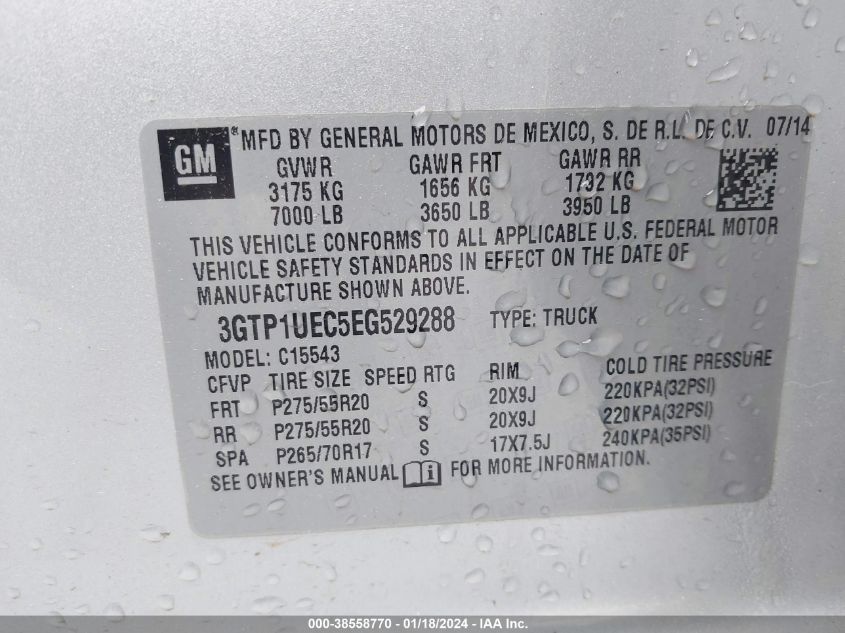 GM ® MFD BY GENERAL MOTORS DE MEXICO, S. DE R.L. DE C.V. 07/14
GVWR GAWR FRT GAWR RR
3175 KG 1656 KG 1732 KG
7000 LB 3650 LB 3950 LB
THIS VEHICLE CONFORMS TO ALL APPLICABLE U.S. FEDERAL MOTOR
VEHICLE SAFETY STANDARDS IN EFFECT ON THE DATE OF
MANUFACTURE SHOWN ABOVE.
3GTP1UEC5EG529288 TYPE: TRUCK
MODEL: C15543
CFVP TIRE SIZE SPEED RTG RIM COLD TIRE PRESSURE
FRT P275/55R20 S 20X9J 220KPA(32PSI)
RR P275/55R20 S 20X9J 220KPA(32PSI)
SPA P265/70R17 S 17X7.5J 240KPA(35PSI)
SEE OWNER'S MANUAL FOR MORE INFORMATION.
000-38558770 - 01/18/2024 - IAA Inc.